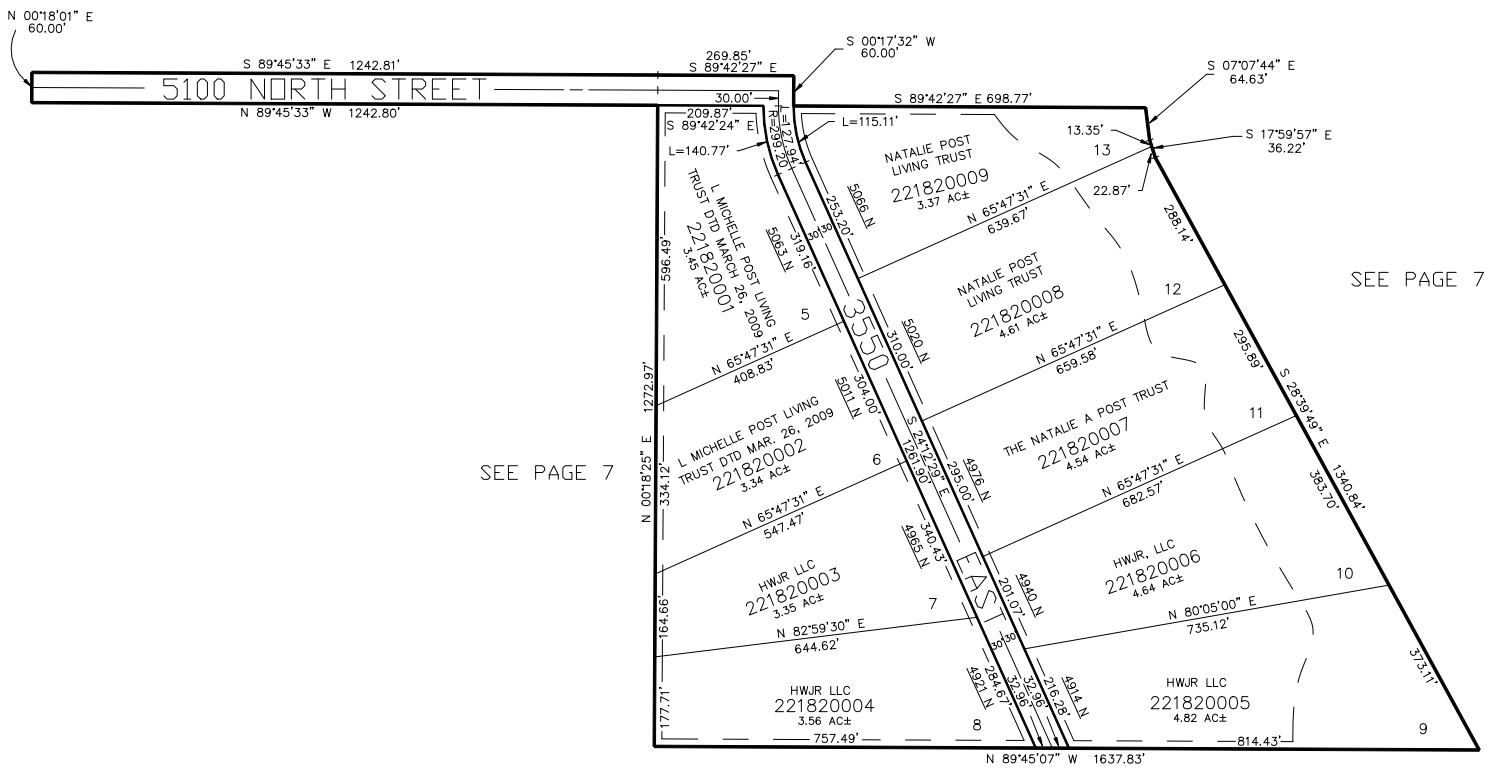 N 00°18'01" E
60.00'
S 89°45'33" E 1242.81'
269.85'
S 89°42'27" E
S 00°17'32" W
60.00'
5100 NORTH STREET
N 89°45'33" W 1242.80'
30.00'
S 89°42'27" E 698.77'
S 07°07'44" E
64.63'
13.35'
S 17°59'57" E
36.22'
22.87'
209.87'
S 89°42'24" E
L=140.77'
R=299.20'
L=127.94'
L=115.11'
NATALIE POST
LIVING TRUST
221820009
3.37 AC±
13
5066 N
253.20'
N 65°47'31" E
639.67'
L MICHELLE POST LIVING
TRUST DTD MARCH 26, 2009
221820001
3.45 AC±
5
596.49'
5063 N
319.16'
30' 30'
N 65°47'31" E
408.83'
288.14'
NATALIE POST
LIVING TRUST
221820008
4.61 AC±
12
5020 N
310.00'
N 65°47'31" E
659.58'
SEE PAGE 7
3550 EAST
1272.97'
N 00°18'25" E
334.12'
L MICHELLE POST LIVING
TRUST DTD MAR. 26, 2009
221820002
3.34 AC±
6
5011 N
304.00'
N 65°47'31" E
547.47'
SEE PAGE 7
S 24°12'29" E
1261.90'
295.89'
S 28°39'49" E 1340.84'
THE NATALIE A POST TRUST
221820007
4.54 AC±
11
4976 N
295.00'
N 65°47'31" E
682.57'
383.70'
HWJR LLC
221820003
3.35 AC±
7
164.66'
4965 N
340.43'
N 82°59'30" E
644.62'
HWJR, LLC
221820006
4.64 AC±
10
4940 N
201.07'
N 80°05'00" E
735.12'
30' 30'
HWJR LLC
221820004
3.56 AC±
8
177.71'
4921 N
284.67'
32.96'
32.96'
757.49'
216.28'
4914 N
HWJR LLC
221820005
4.82 AC±
9
373.11'
814.43'
N 89°45'07" W 1637.83'